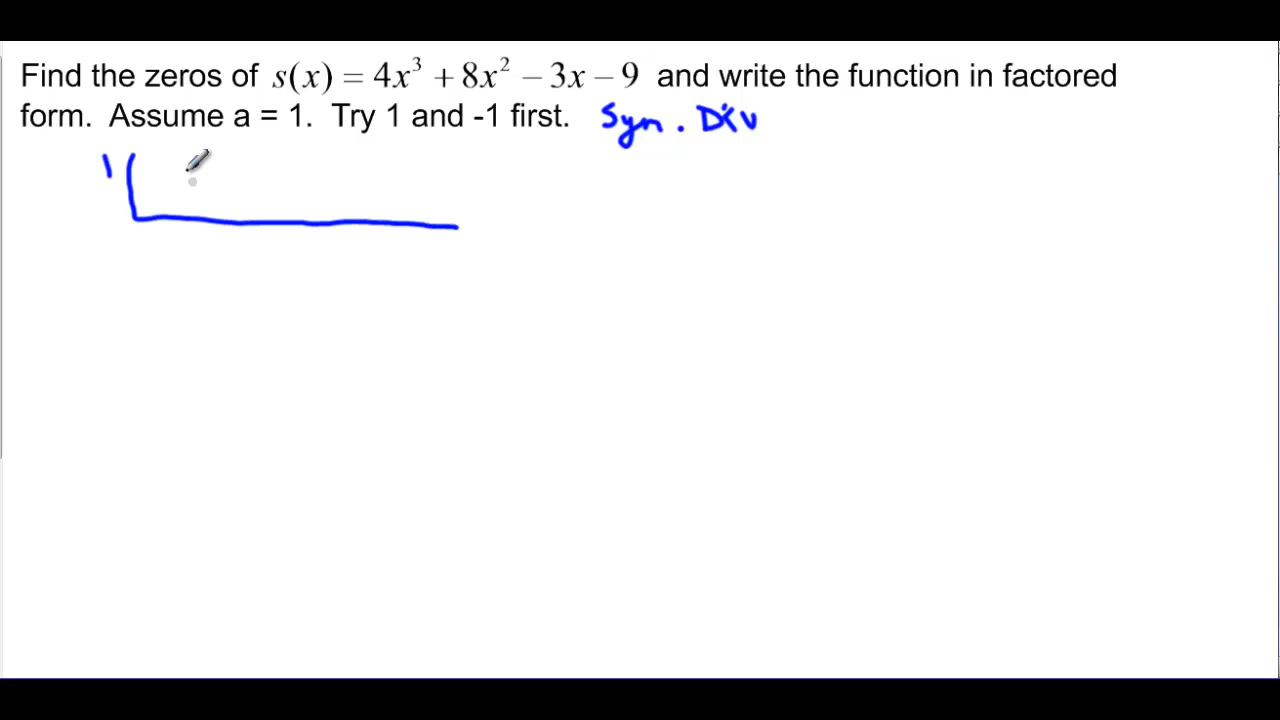 Find the zeros of s(x) = 4x³ + 8x² − 3x − 9 and write the function in factored
form. Assume a = 1. Try 1 and -1 first. Syn. Div
1